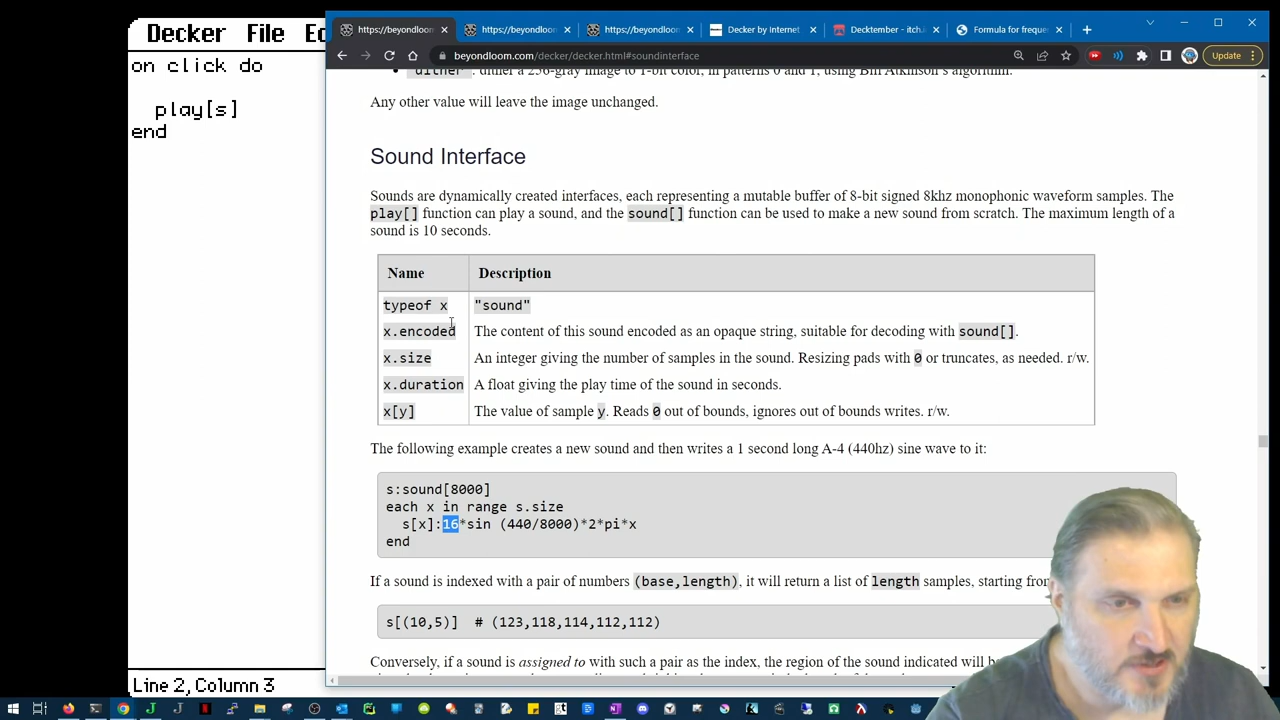 Decker File Ed
on click do
play[s]
end
Line 2, Column 3
https://beyondloom
https://beyondloo
https://beyondloo
Decker by Internet
Decktember - itch.
Formula for freque
beyondloom.com/decker/decker.html#soundinterface
Update
"dither": dither a 256-gray image to 1-bit color, in patterns 0 and 1, using Bill Atkinson's algorithm.
Any other value will leave the image unchanged.
Sound Interface
Sounds are dynamically created interfaces, each representing a mutable buffer of 8-bit signed 8khz monophonic waveform samples. The
play[] function can play a sound, and the sound[] function can be used to make a new sound from scratch. The maximum length of a
sound is 10 seconds.
Name Description
typeof x "sound"
x.encoded The content of this sound encoded as an opaque string, suitable for decoding with sound[].
x.size An integer giving the number of samples in the sound. Resizing pads with 0 or truncates, as needed. r/w.
x.duration A float giving the play time of the sound in seconds.
x[y] The value of sample y. Reads 0 out of bounds, ignores out of bounds writes. r/w.
The following example creates a new sound and then writes a 1 second long A-4 (440hz) sine wave to it:
s:sound[8000]
each x in range s.size
s[x]:16*sin (440/8000)*2*pi*x
end
If a sound is indexed with a pair of numbers (base,length), it will return a list of length samples, starting from
s[(10,5)] # (123,118,114,112,112)
Conversely, if a sound is assigned to with such a pair as the index, the region of the sound indicated will be